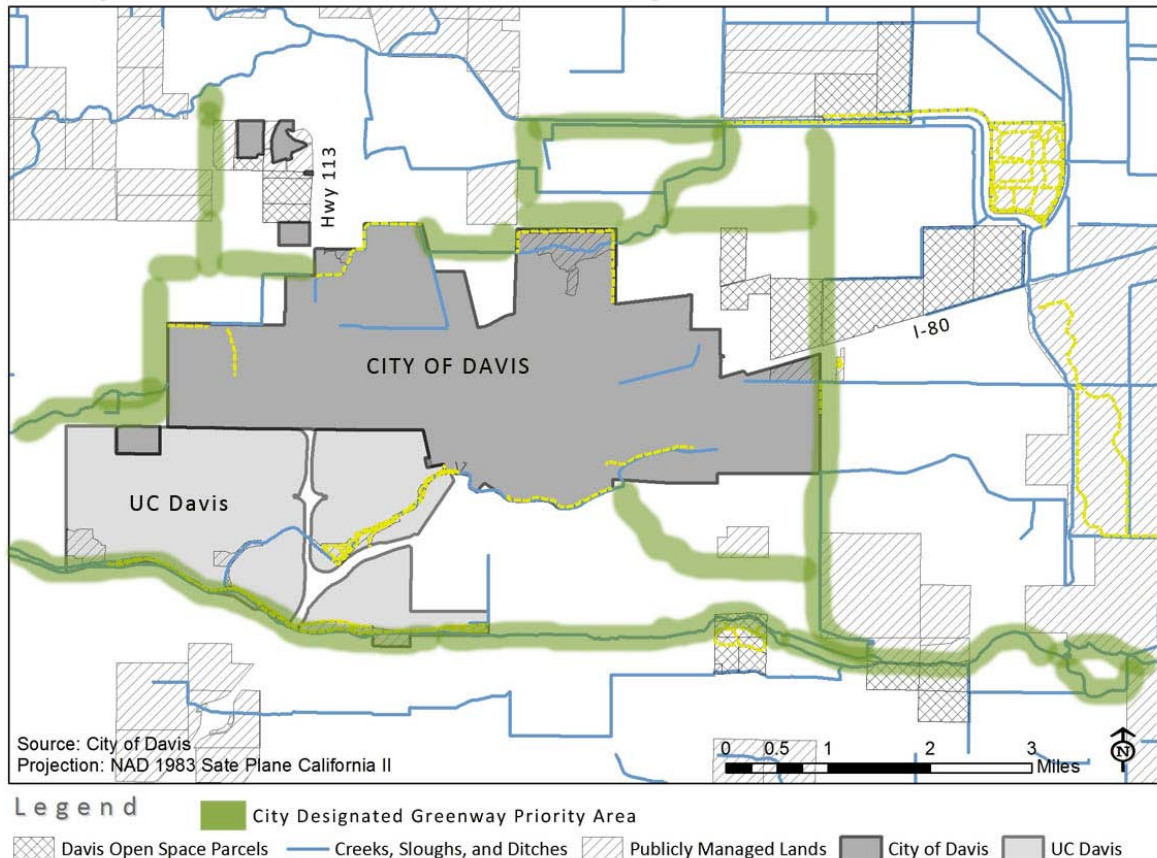 Hwy 113
I-80
CITY OF DAVIS
UC Davis
Source: City of Davis
Projection: NAD 1983 Sate Plane California II
0 0.5 1 2 3
Miles
N
Legend
City Designated Greenway Priority Area
Davis Open Space Parcels Creeks, Sloughs, and Ditches Publicly Managed Lands City of Davis UC Davis